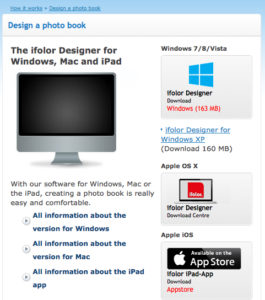 How it works » Design a photo book
Design a photo book
The ifolor Designer for
Windows, Mac and iPad
With our software for Windows, Mac or
the iPad, creating a photo book is really
easy and comfortable.
All information about the
version for Windows
All information about the
version for Mac
All information about the iPad
app
Windows 7/8/Vista
ifolor Designer
Download
Windows (163 MB)
ifolor Designer for
Windows XP
(Download 160 MB)
Apple OS X
ifolor
ifolor Designer
Download Centre
Apple iOS
Available on the
App Store
ifolor iPad-App
Download
Appstore